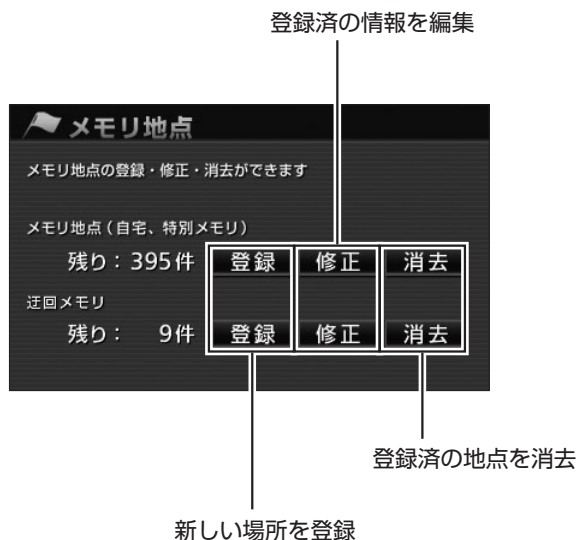 登録済の情報を編集
メモリ地点
メモリ地点の登録・修正・消去ができます
メモリ地点(自宅、特別メモリ)
残り:395件 登録 修正 消去
迂回メモリ
残り: 9件 登録 修正 消去
登録済の地点を消去
新しい場所を登録